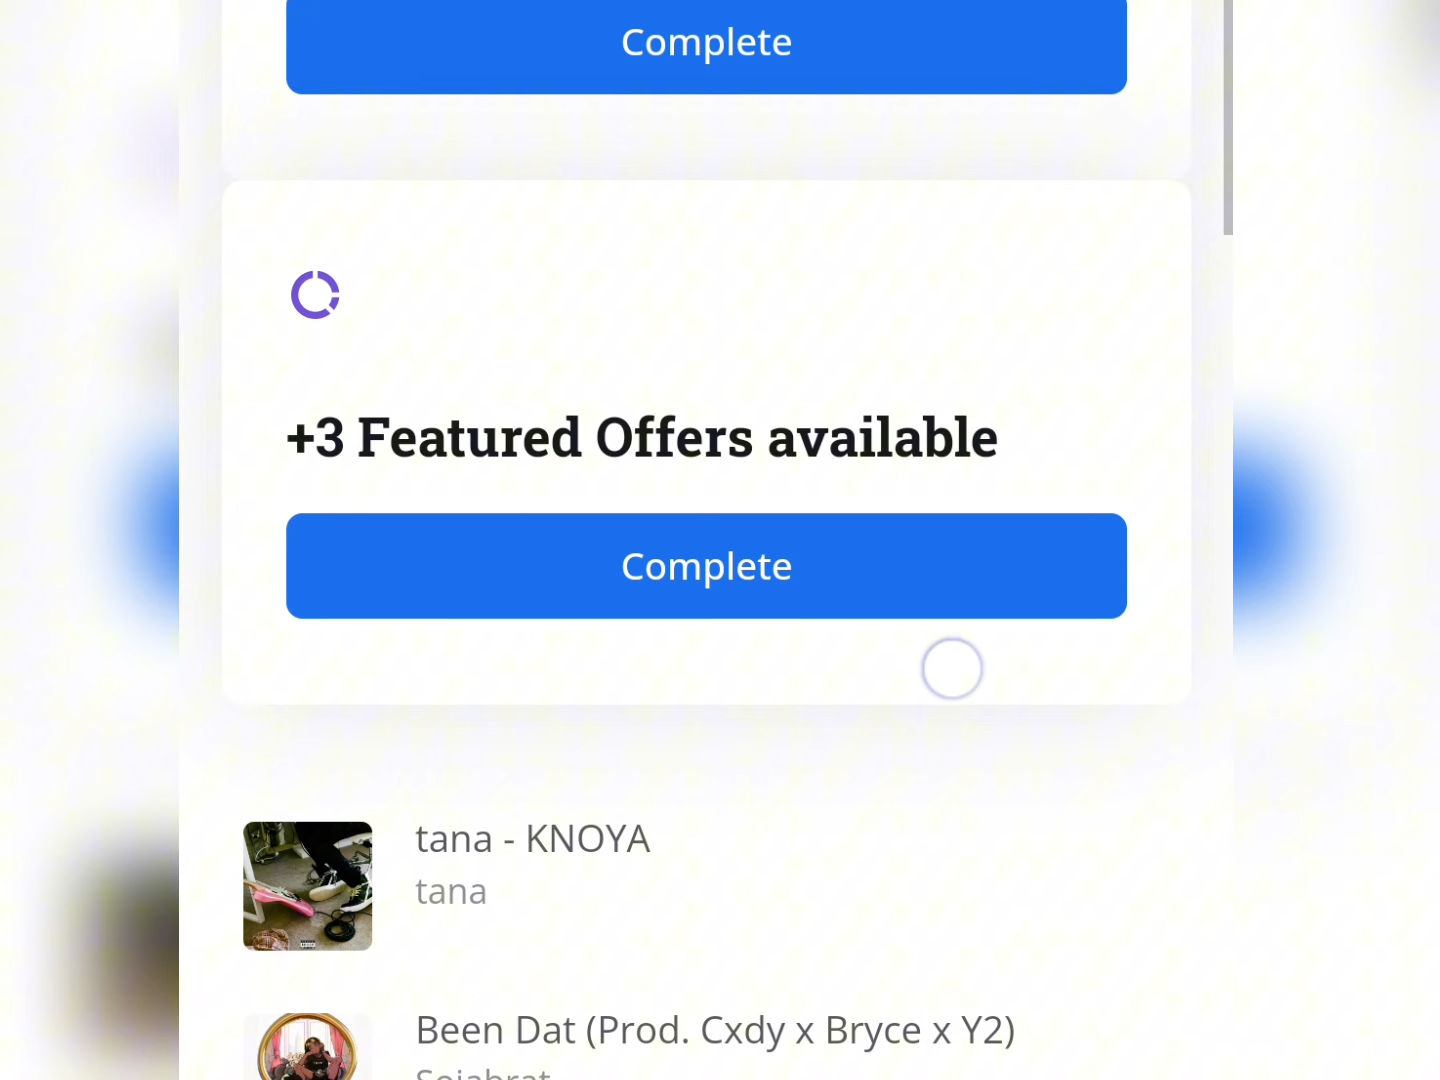 Complete
+3 Featured Offers available
Complete
tana - KNOYA
tana
Been Dat (Prod. Cxdy x Bryce x Y2)